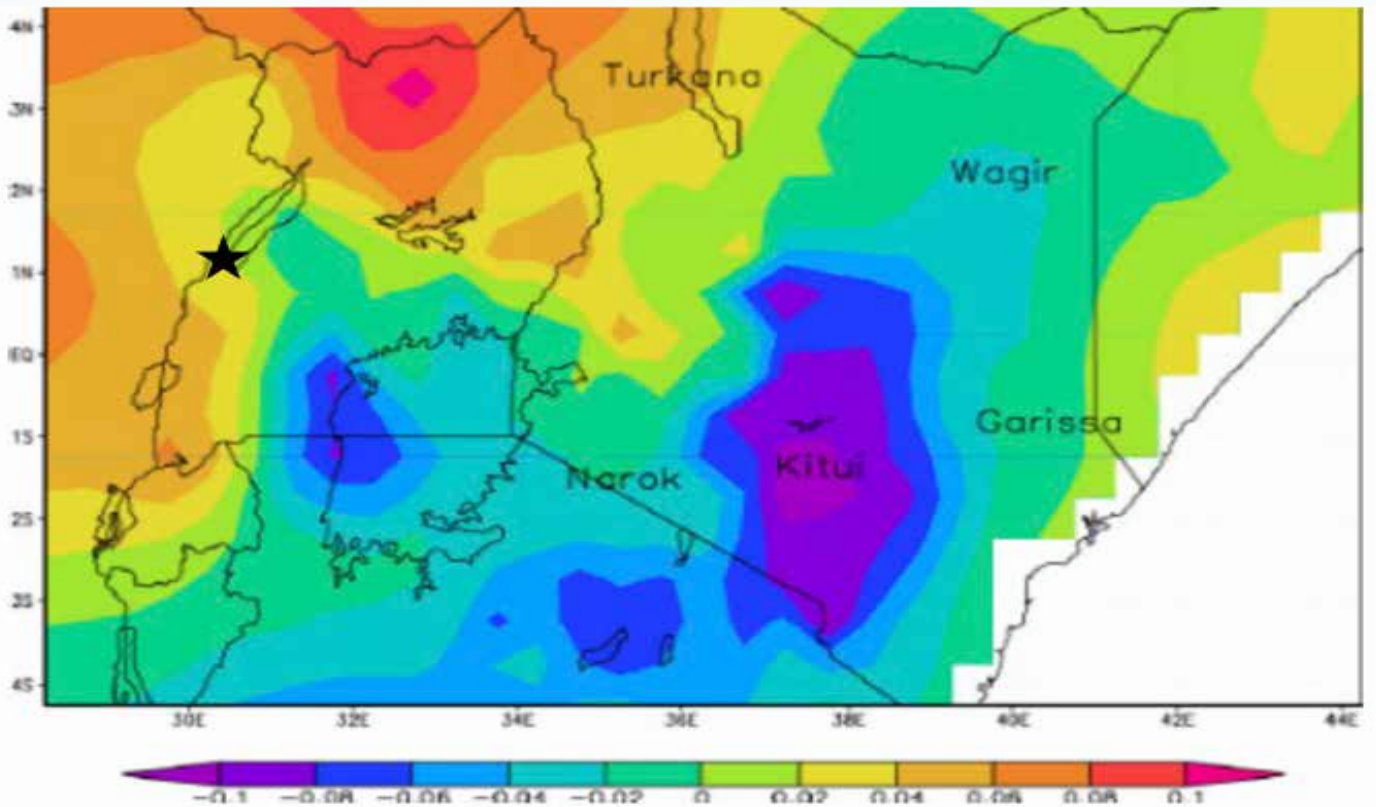 4N
Turkana
3N
Wagir
2N
1N
EQ
Garissa
1S
Kitui
Narok
2S
3S
4S
30E 32E 34E 36E 38E 40E 42E 44E
-0.1 -0.08 -0.06 -0.04 -0.02 0 0.02 0.04 0.06 0.08 0.1